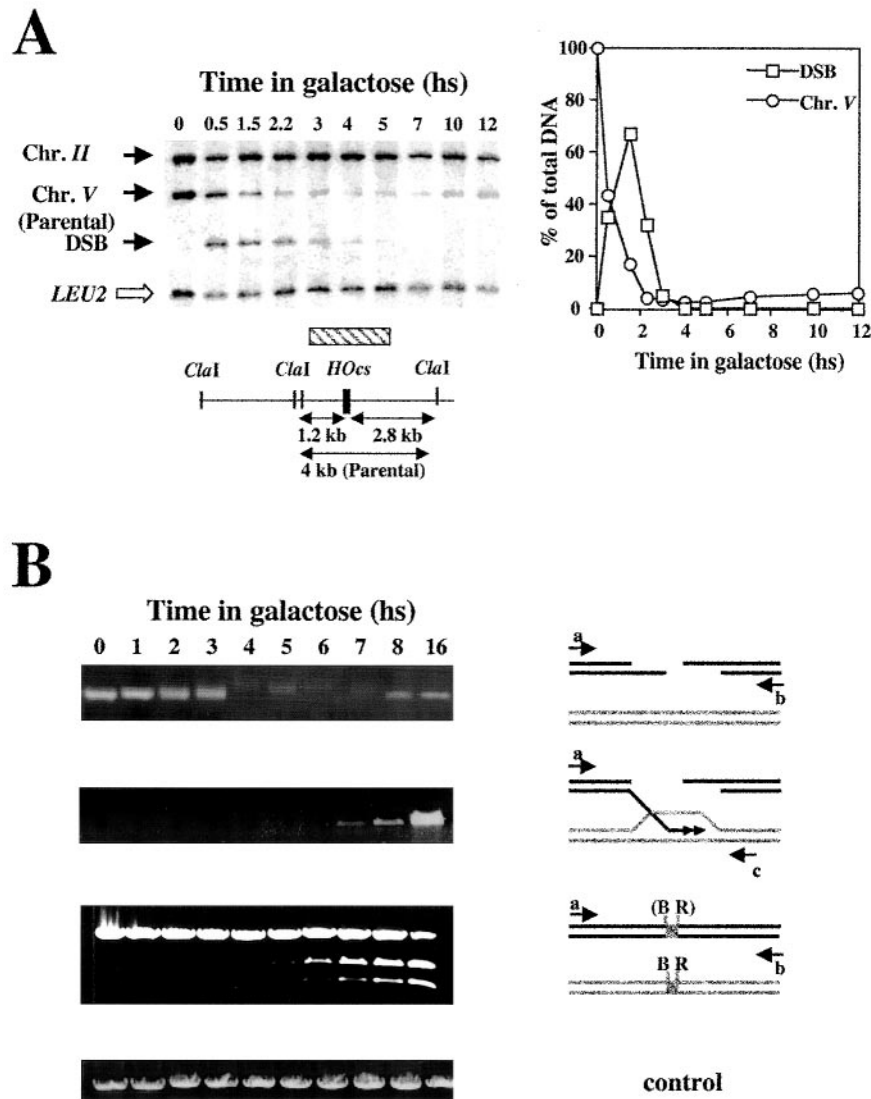 A
Time in galactose (hs)
0 0.5 1.5 2.2 3 4 5 7 10 12
Chr. II
Chr. V
(Parental)
DSB
LEU2
ClaI ClaI HOcs ClaI
1.2 kb 2.8 kb
4 kb (Parental)
100
80
60
40
20
0
% of total DNA
DSB
Chr. V
0 2 4 6 8 10 12
Time in galactose (hs)
B
Time in galactose (hs)
0 1 2 3 4 5 6 7 8 16
a
b
a
c
a (B R)
b
B R
control